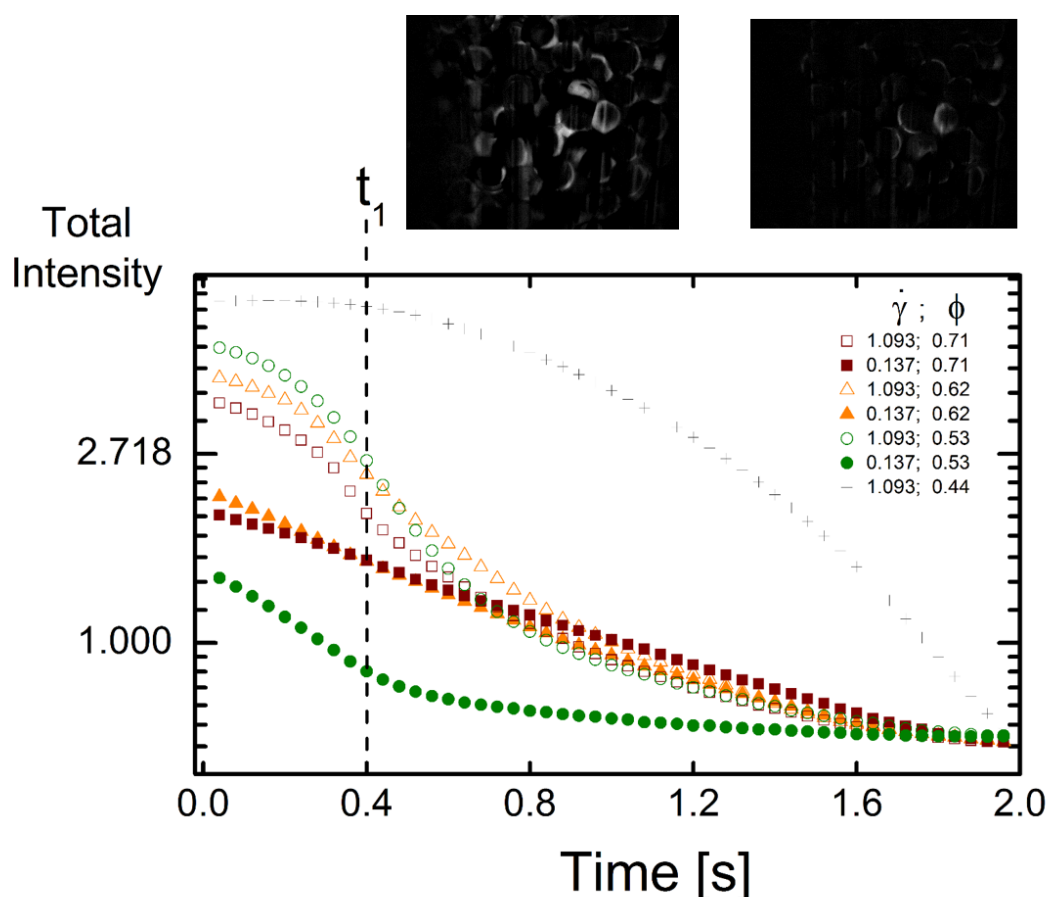 t1
Total
Intensity
γ̇ ; ϕ
1.093; 0.71
0.137; 0.71
1.093; 0.62
0.137; 0.62
1.093; 0.53
0.137; 0.53
1.093; 0.44
2.718
1.000
0.0 0.4 0.8 1.2 1.6 2.0
Time [s]